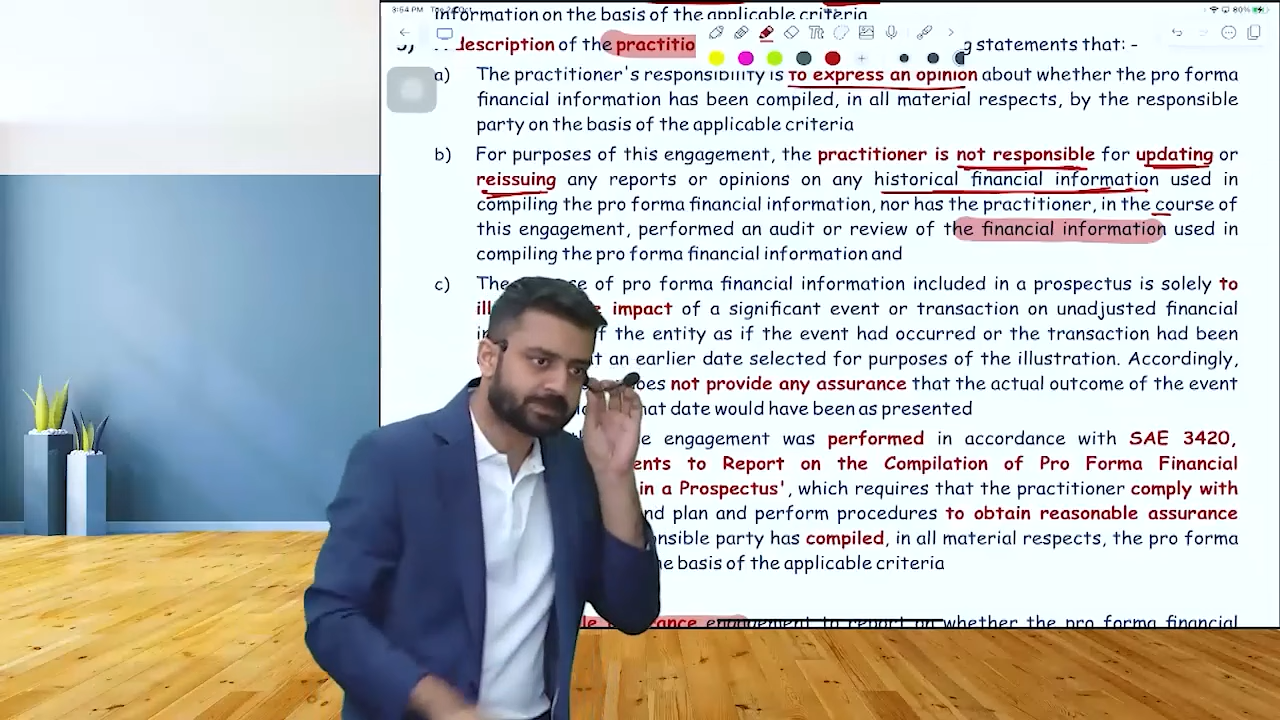 3:54 PM Tue
80%
information on the basis of the applicable criteria
description of the practitio g statements that: -
a) The practitioner's responsibility is to express an opinion about whether the pro forma
financial information has been compiled, in all material respects, by the responsible
party on the basis of the applicable criteria
b) For purposes of this engagement, the practitioner is not responsible for updating or
reissuing any reports or opinions on any historical financial information used in
compiling the pro forma financial information, nor has the practitioner, in the course of
this engagement, performed an audit or review of the financial information used in
compiling the pro forma financial information and
c) The of pro forma financial information included in a prospectus is solely to
impact of a significant event or transaction on unadjusted financial
f the entity as if the event had occurred or the transaction had been
at an earlier date selected for purposes of the illustration. Accordingly,
not provide any assurance that the actual outcome of the event
hat date would have been as presented
e engagement was performed in accordance with SAE 3420,
ents to Report on the Compilation of Pro Forma Financial
in a Prospectus', which requires that the practitioner comply with
nd plan and perform procedures to obtain reasonable assurance
onsible party has compiled, in all material respects, the pro forma
e basis of the applicable criteria
engagement to report on whether the pro forma financial